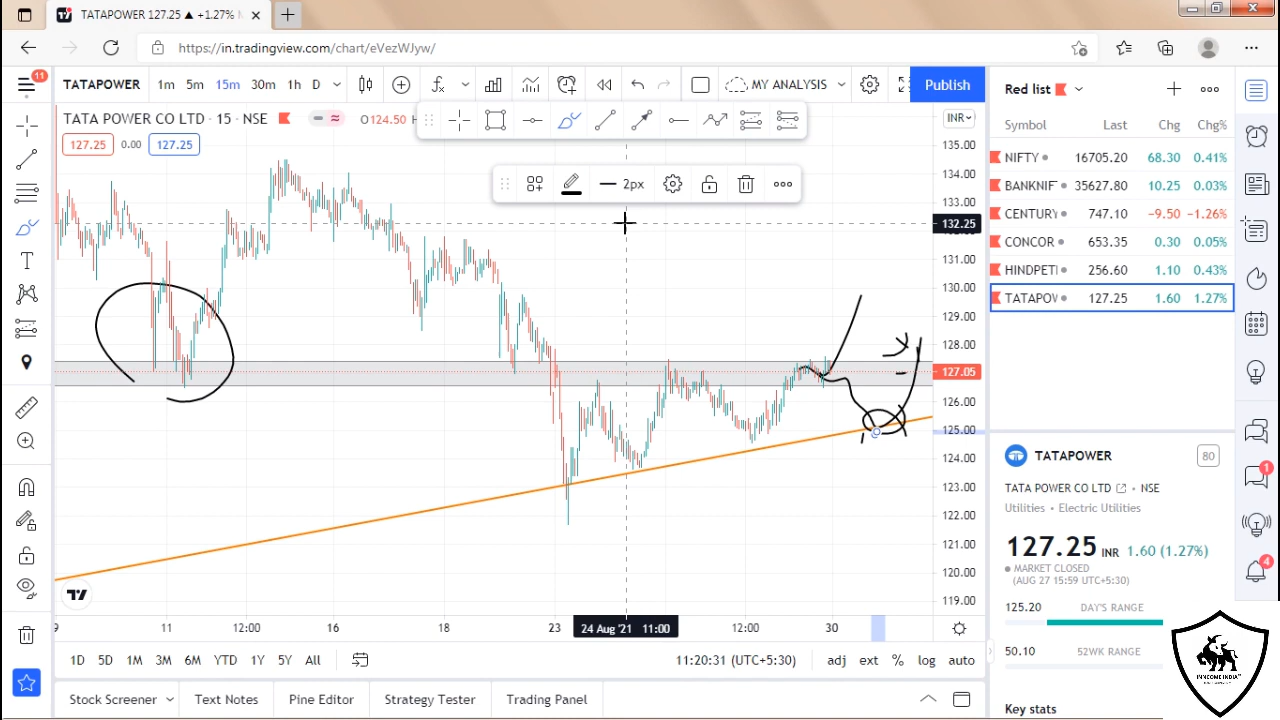 TATAPOWER 127.25 ▲ +1.27%
https://in.tradingview.com/chart/eVezWJyw/
11
TATAPOWER 1m 5m 15m 30m 1h D MY ANALYSIS Publish
Red list
TATA POWER CO LTD · 15 · NSE O124.50 H
INR
Symbol Last Chg Chg%
127.25 0.00 127.25
135.00
134.00
133.00
132.25
131.00
130.00
129.00
128.00
127.05
126.00
125.00
124.00
123.00
122.00
121.00
120.00
119.00
2px
NIFTY 16705.20 68.30 0.41%
BANKNIF 35627.80 10.25 0.03%
CENTURY 747.10 −9.50 −1.26%
CONCOR 653.35 0.30 0.05%
HINDPETI 256.60 1.10 0.43%
TATAPOV 127.25 1.60 1.27%
TATAPOWER 80
TATA POWER CO LTD · NSE
Utilities • Electric Utilities
127.25 INR 1.60 (1.27%)
MARKET CLOSED
(AUG 27 15:59 UTC+5:30)
125.20 DAY'S RANGE
50.10 52WK RANGE
Key stats
1
4
9 11 12:00 16 18 23 24 Aug '21 11:00 12:00 30
1D 5D 1M 3M 6M YTD 1Y 5Y All 11:20:31 (UTC+5:30) adj ext % log auto
Stock Screener Text Notes Pine Editor Strategy Tester Trading Panel
INNCOME INDIA